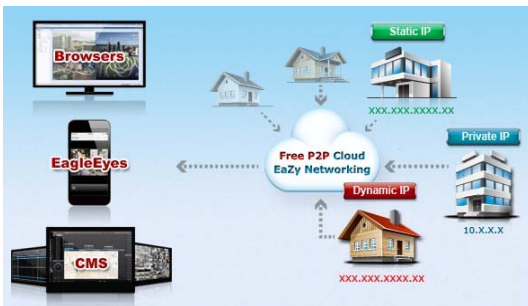 Browsers
Static IP
XXX.XXX.XXXX.XX
EagleEyes
Free P2P Cloud
EaZy Networking
Private IP
10.X.X.X
Dynamic IP
CMS
XXX.XXX.XXXX.XX